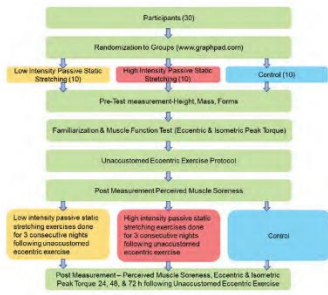 Participants (30)
Randomization to Groups (www.graphpad.com)
Low Intensity Passive Static
Stretching (10)
High Intensity Passive Static
Stretching (10)
Control (10)
Pre-Test measurement-Height, Mass, Forms
Familiarization & Muscle Function Test (Eccentric & Isometric Peak Torque)
Unaccustomed Eccentric Exercise Protocol
Post Measurement Perceived Muscle Soreness
Low intensity passive static
stretching exercises done
for 3 consecutive nights
following unaccustomed
eccentric exercise
High intensity passive static
stretching exercises done
for 3 consecutive nights
following unaccustomed
eccentric exercise
Control
Post Measurement – Perceived Muscle Soreness, Eccentric & Isometric
Peak Torque 24, 48, & 72 h following Unaccustomed Eccentric Exercise